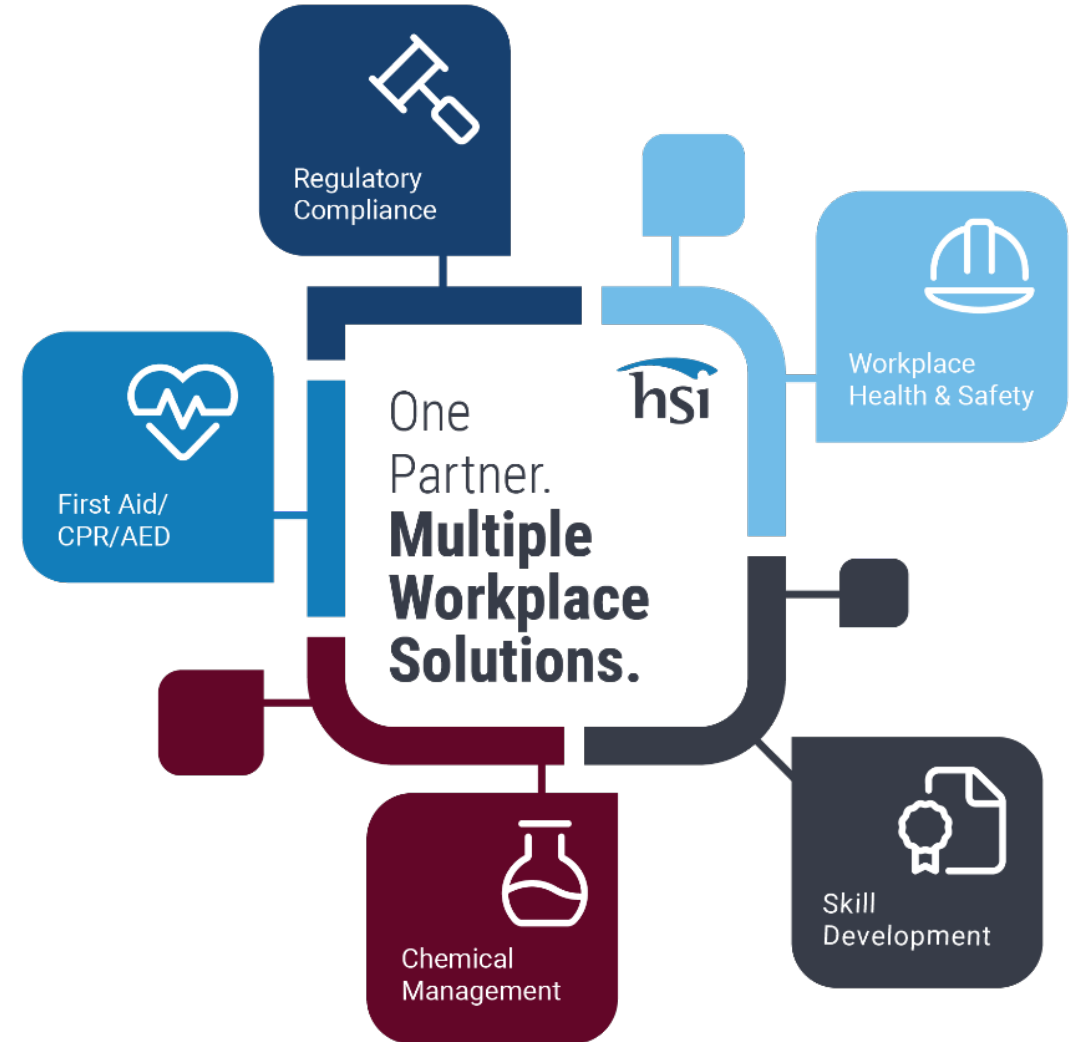 Regulatory
Compliance
Workplace
Health & Safety
hsi
One
Partner.
Multiple
Workplace
Solutions.
First Aid/
CPR/AED
Skill
Development
Chemical
Management